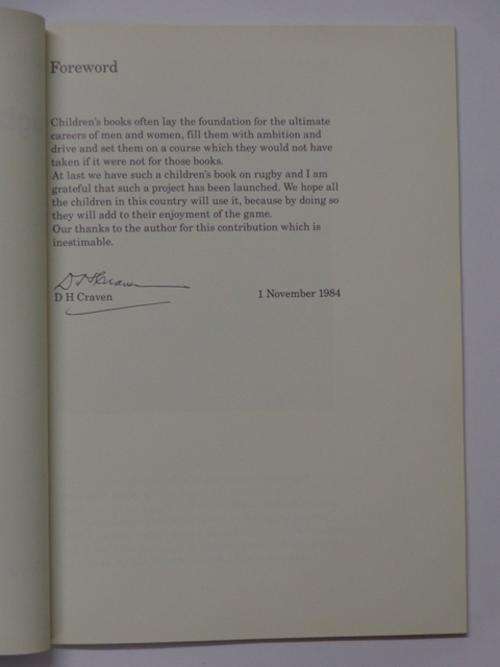 Foreword
Children's books often lay the foundation for the ultimate
careers of men and women, fill them with ambition and
drive and set them on a course which they would not have
taken if it were not for those books.
At last we have such a children's book on rugby and I am
grateful that such a project has been launched. We hope all
the children in this country will use it, because by doing so
they will add to their enjoyment of the game.
Our thanks to the author for this contribution which is
inestimable.
D H Craven
D H Craven 1 November 1984